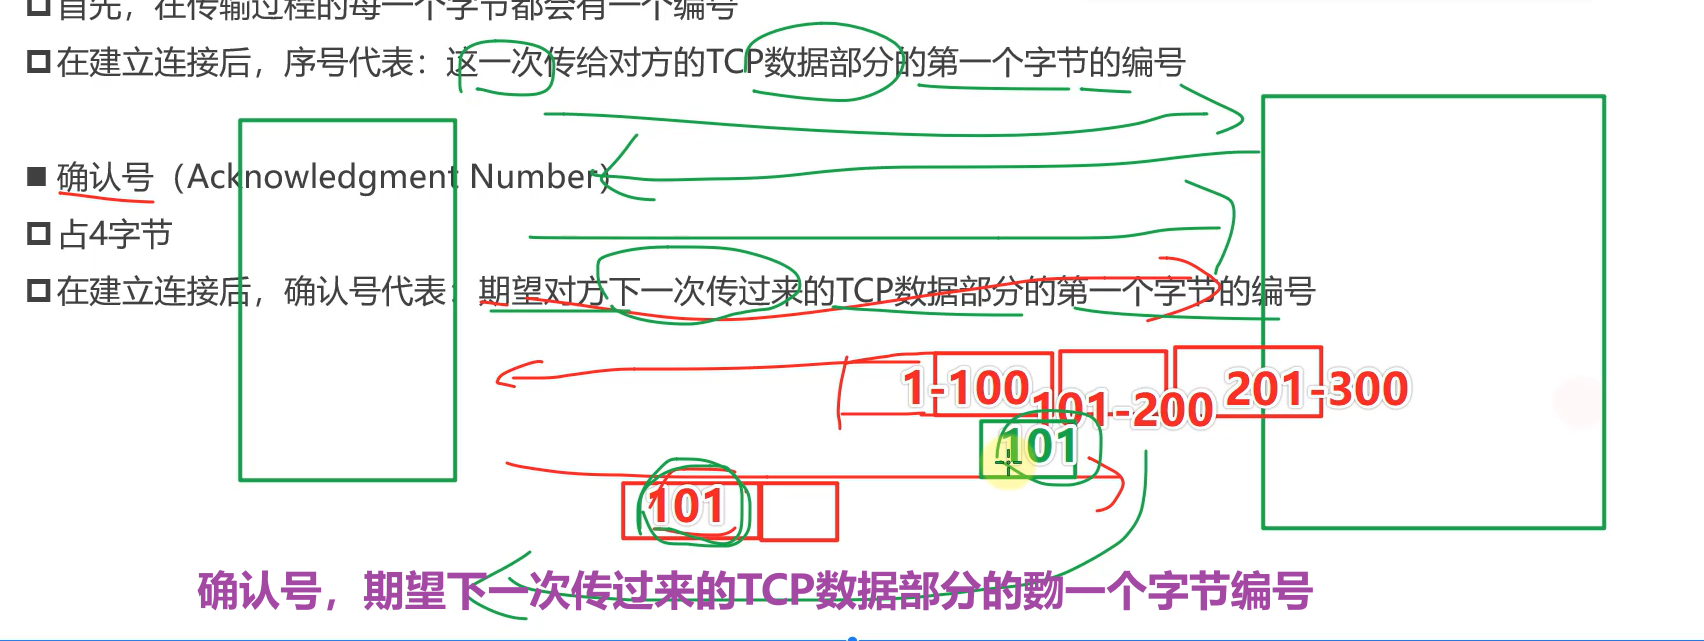 首先，在传输过程的每一个字节都会有一个编号
在建立连接后，序号代表：这一次传给对方的TCP数据部分的第一个字节的编号
确认号（Acknowledgment Number）
占4字节
在建立连接后，确认号代表：期望对方下一次传过来的TCP数据部分的第一个字节的编号
1-100
101-200
201-300
101
101
确认号，期望下一次传过来的TCP数据部分的一个字节编号